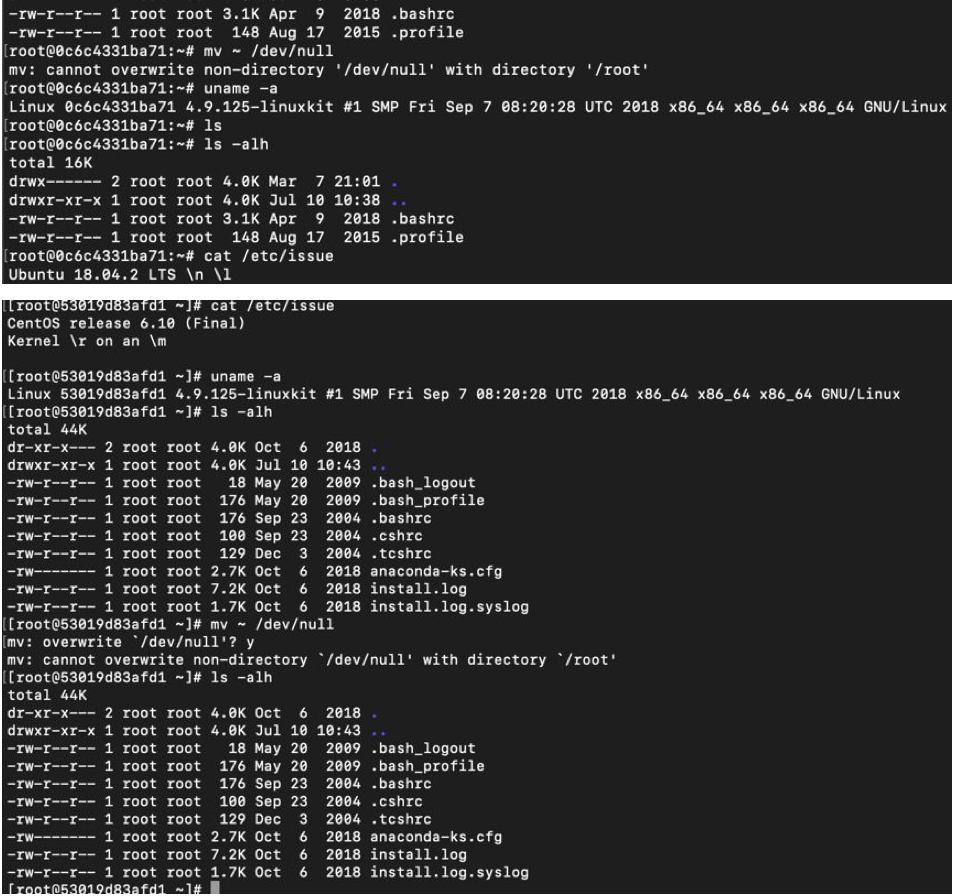 -rw-r--r-- 1 root root 3.1K Apr  9  2018 .bashrc
-rw-r--r-- 1 root root  148 Aug 17  2015 .profile
[root@0c6c4331ba71:~# mv ~ /dev/null
mv: cannot overwrite non-directory '/dev/null' with directory '/root'
[root@0c6c4331ba71:~# uname -a
Linux 0c6c4331ba71 4.9.125-linuxkit #1 SMP Fri Sep 7 08:20:28 UTC 2018 x86_64 x86_64 x86_64 GNU/Linux
[root@0c6c4331ba71:~# ls
[root@0c6c4331ba71:~# ls -alh
total 16K
drwx------ 2 root root 4.0K Mar  7 21:01 .
drwxr-xr-x 1 root root 4.0K Jul 10 10:38 ..
-rw-r--r-- 1 root root 3.1K Apr  9  2018 .bashrc
-rw-r--r-- 1 root root  148 Aug 17  2015 .profile
[root@0c6c4331ba71:~# cat /etc/issue
Ubuntu 18.04.2 LTS \n \l
[[root@53019d83afd1 ~]# cat /etc/issue
CentOS release 6.10 (Final)
Kernel \r on an \m
[[root@53019d83afd1 ~]# uname -a
Linux 53019d83afd1 4.9.125-linuxkit #1 SMP Fri Sep 7 08:20:28 UTC 2018 x86_64 x86_64 x86_64 GNU/Linux
[[root@53019d83afd1 ~]# ls -alh
total 44K
dr-xr-x--- 2 root root 4.0K Oct  6  2018 .
drwxr-xr-x 1 root root 4.0K Jul 10 10:43 ..
-rw-r--r-- 1 root root   18 May 20  2009 .bash_logout
-rw-r--r-- 1 root root  176 May 20  2009 .bash_profile
-rw-r--r-- 1 root root  176 Sep 23  2004 .bashrc
-rw-r--r-- 1 root root  100 Sep 23  2004 .cshrc
-rw-r--r-- 1 root root  129 Dec  3  2004 .tcshrc
-rw------- 1 root root 2.7K Oct  6  2018 anaconda-ks.cfg
-rw-r--r-- 1 root root 7.2K Oct  6  2018 install.log
-rw-r--r-- 1 root root 1.7K Oct  6  2018 install.log.syslog
[[root@53019d83afd1 ~]# mv ~ /dev/null
[mv: overwrite `/dev/null'? y
mv: cannot overwrite non-directory `/dev/null' with directory `/root'
[[root@53019d83afd1 ~]# ls -alh
total 44K
dr-xr-x--- 2 root root 4.0K Oct  6  2018 .
drwxr-xr-x 1 root root 4.0K Jul 10 10:43 ..
-rw-r--r-- 1 root root   18 May 20  2009 .bash_logout
-rw-r--r-- 1 root root  176 May 20  2009 .bash_profile
-rw-r--r-- 1 root root  176 Sep 23  2004 .bashrc
-rw-r--r-- 1 root root  100 Sep 23  2004 .cshrc
-rw-r--r-- 1 root root  129 Dec  3  2004 .tcshrc
-rw------- 1 root root 2.7K Oct  6  2018 anaconda-ks.cfg
-rw-r--r-- 1 root root 7.2K Oct  6  2018 install.log
-rw-r--r-- 1 root root 1.7K Oct  6  2018 install.log.syslog
[root@53019d83afd1 ~]#